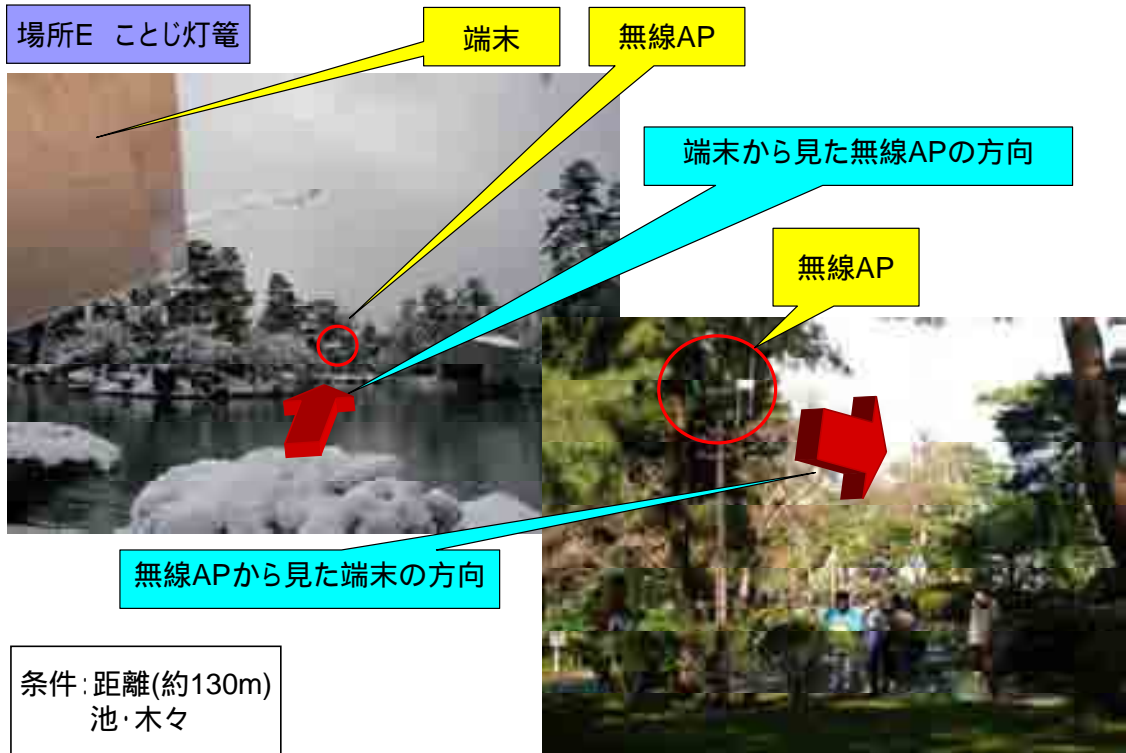 場所E ことじ灯篭
端末
無線AP
端末から見た無線APの方向
無線AP
無線APから見た端末の方向
条件:距離(約130m)
池・木々